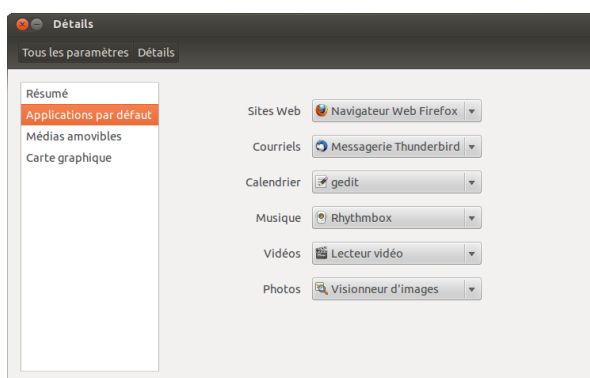 Détails
Tous les paramètres Détails
Résumé
Applications par défaut
Médias amovibles
Carte graphique
Sites Web Navigateur Web Firefox
Courriels Messagerie Thunderbird
Calendrier gedit
Musique Rhythmbox
Vidéos Lecteur vidéo
Photos Visionneur d'images